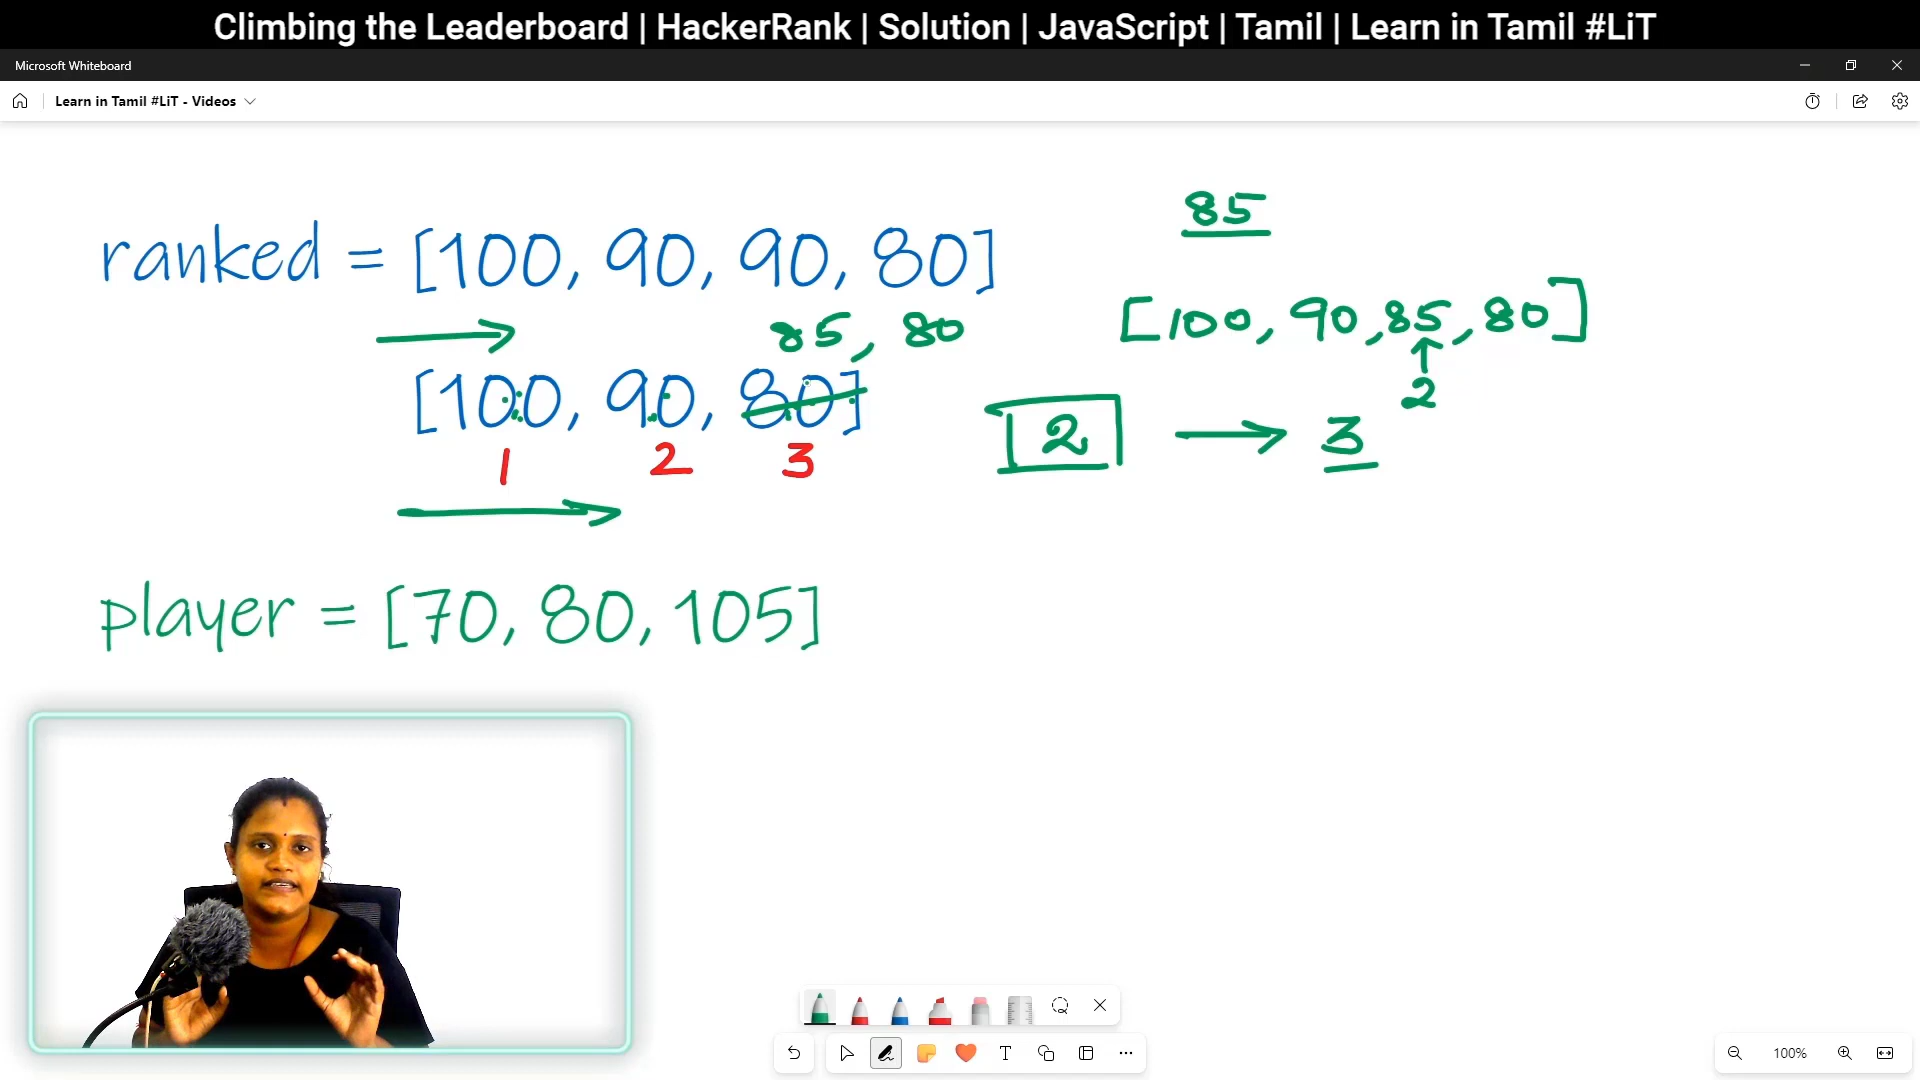 Climbing the Leaderboard | HackerRank | Solution | JavaScript | Tamil | Learn in Tamil #LiT
Microsoft Whiteboard
Learn in Tamil #LiT - Videos
85
ranked = [100, 90, 90, 80]
[100, 90, 85, 80]
2
85, 80
[100, 90, 80]
1 2 3
2 → 3
player = [70, 80, 105]
T
100%